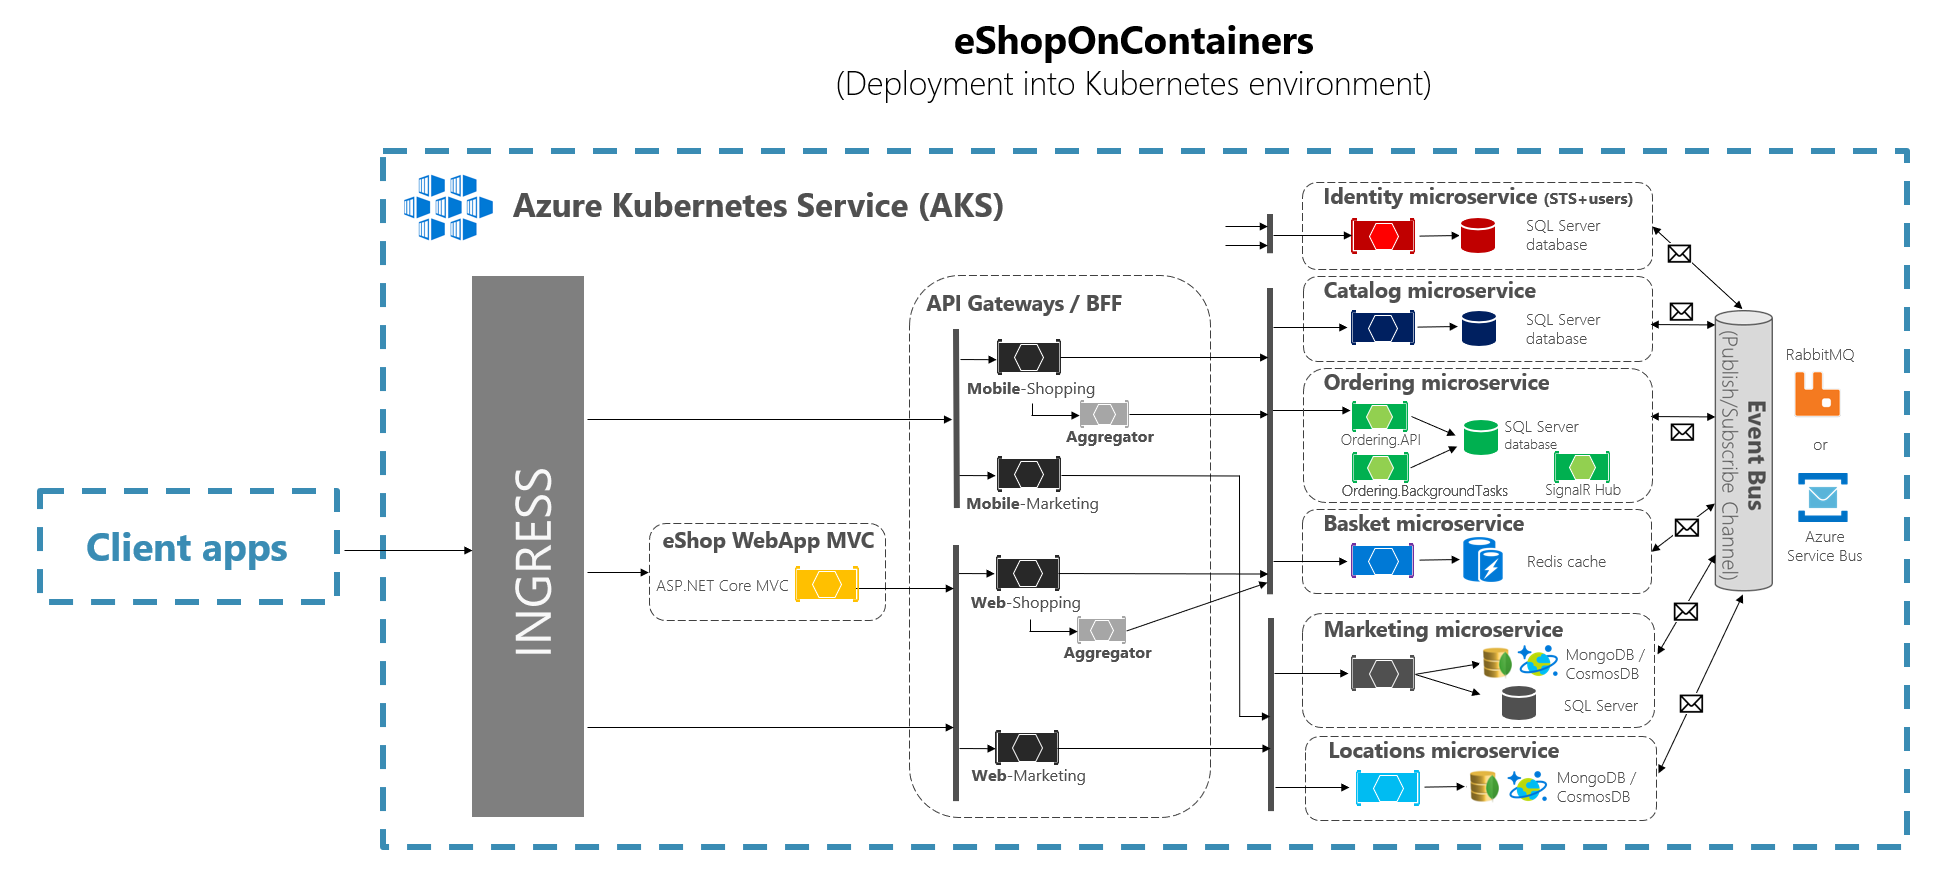 eShopOnContainers
(Deployment into Kubernetes environment)
Azure Kubernetes Service (AKS)
Client apps
INGRESS
eShop WebApp MVC
ASP.NET Core MVC
API Gateways / BFF
Mobile-Shopping
Aggregator
Mobile-Marketing
Web-Shopping
Aggregator
Web-Marketing
Identity microservice (STS+users)
SQL Server
database
Catalog microservice
SQL Server
database
Ordering microservice
Ordering.API
SQL Server
database
Ordering.BackgroundTasks
SignalR Hub
Basket microservice
Redis cache
Marketing microservice
MongoDB /
CosmosDB
SQL Server
Locations microservice
MongoDB /
CosmosDB
Event Bus
(Publish/Subscribe Channel)
RabbitMQ
or
Azure
Service Bus